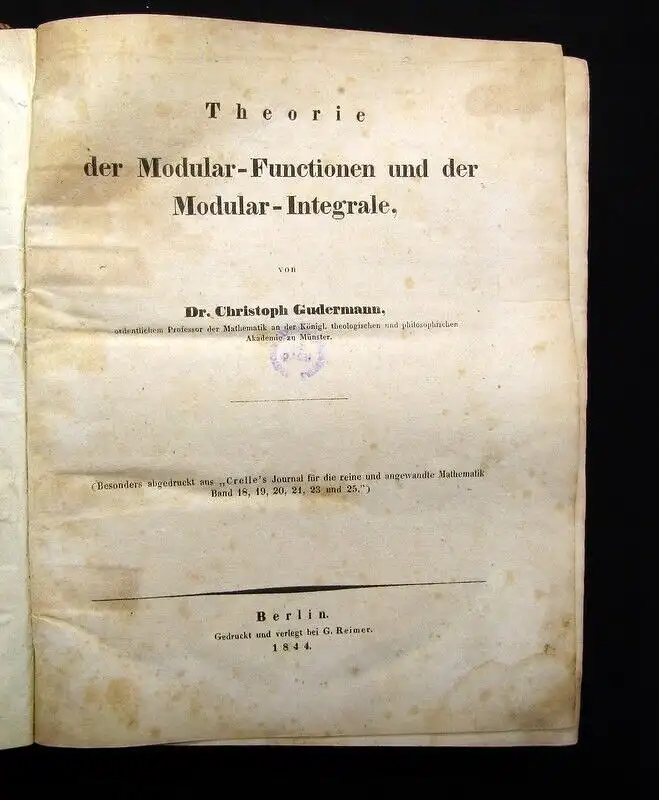 Theorie
der Modular-Functionen und der
Modular-Integrale,
von
Dr. Christoph Gudermann,
ordentlichem Professor der Mathematik an der Königl. theologischen und philosophischen
Akademie zu Münster.
(Besonders abgedruckt aus „Crelle's Journal für die reine und angewandte Mathematik
Band 18, 19, 20, 21, 23 und 25.")
Berlin.
Gedruckt und verlegt bei G. Reimer.
1844.